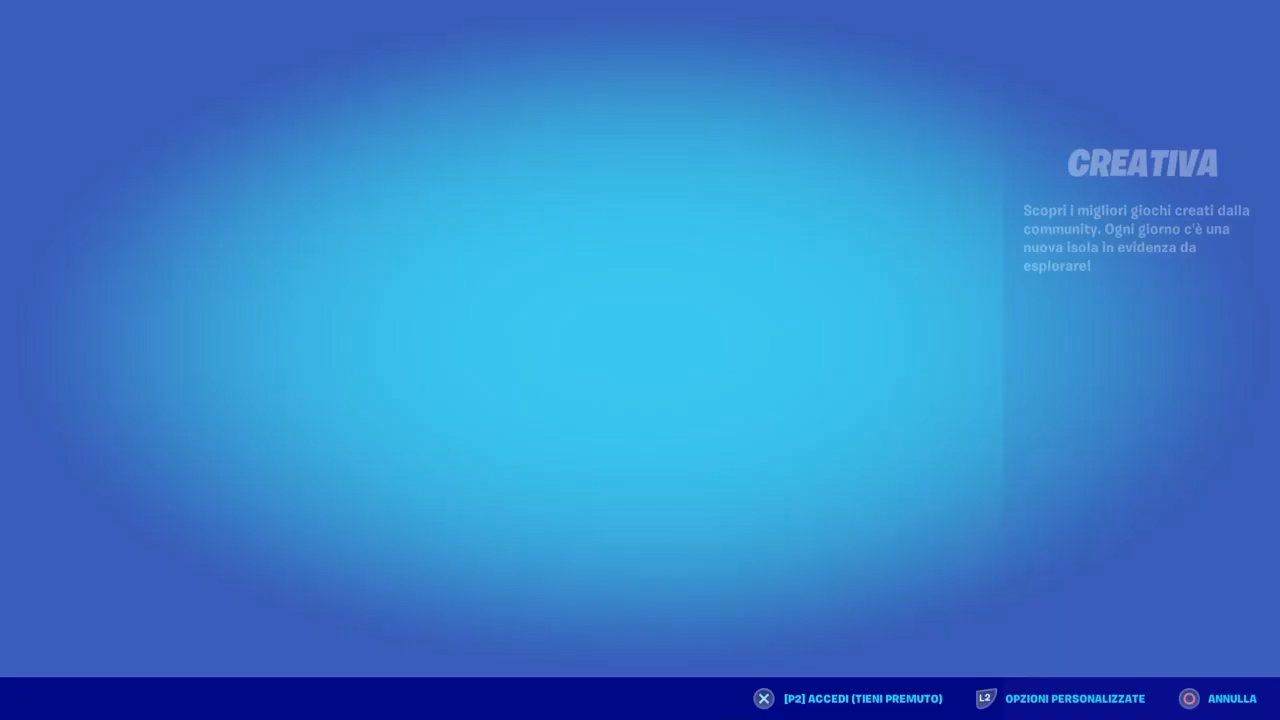 CREATIVA
Scopri i migliori giochi creati dalla
community. Ogni giorno c'è una
nuova isola in evidenza da
esplorare!
[P2] ACCEDI (TIENI PREMUTO)
L2 OPZIONI PERSONALIZZATE
ANNULLA